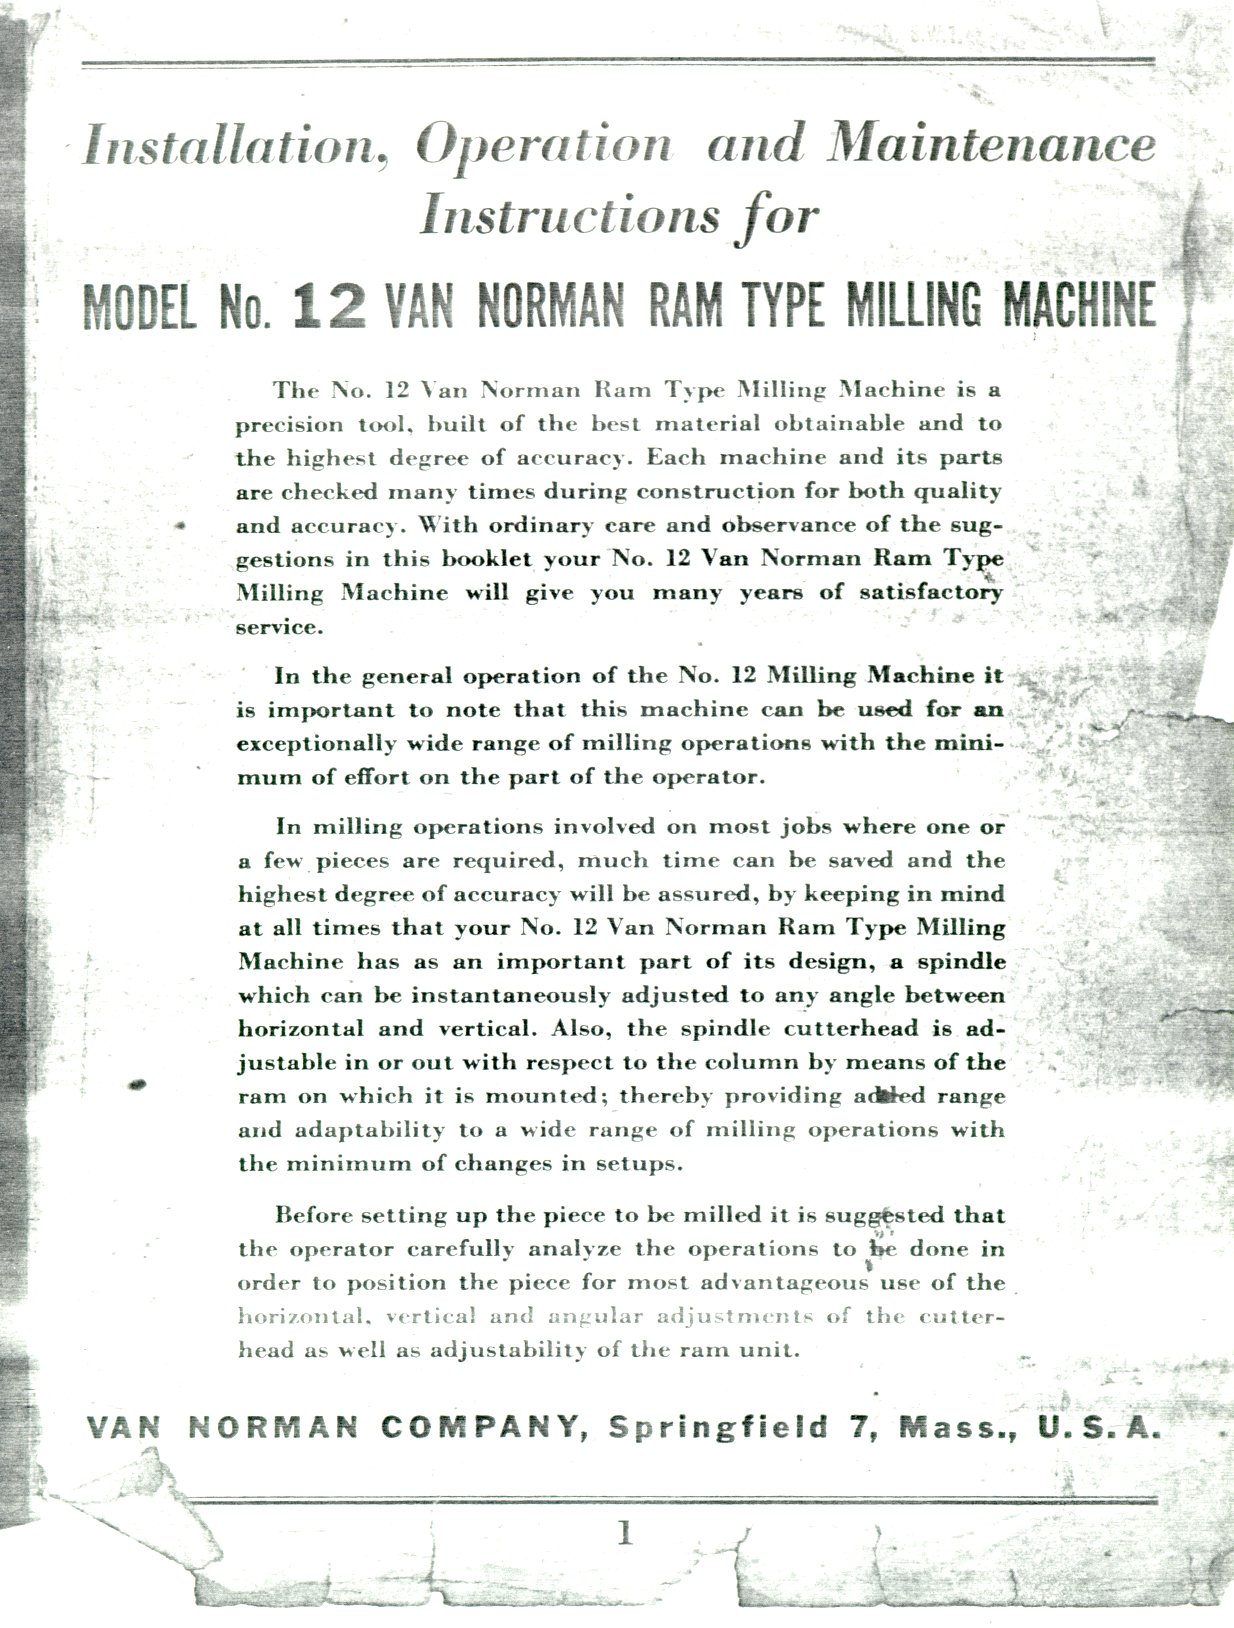 Installation, Operation and Maintenance
Instructions for
MODEL No. 12 VAN NORMAN RAM TYPE MILLING MACHINE
The No. 12 Van Norman Ram Type Milling Machine is a
precision tool, built of the best material obtainable and to
the highest degree of accuracy. Each machine and its parts
are checked many times during construction for both quality
and accuracy. With ordinary care and observance of the sug-
gestions in this booklet your No. 12 Van Norman Ram Type
Milling Machine will give you many years of satisfactory
service.
In the general operation of the No. 12 Milling Machine it
is important to note that this machine can be used for an
exceptionally wide range of milling operations with the mini-
mum of effort on the part of the operator.
In milling operations involved on most jobs where one or
a few pieces are required, much time can be saved and the
highest degree of accuracy will be assured, by keeping in mind
at all times that your No. 12 Van Norman Ram Type Milling
Machine has as an important part of its design, a spindle
which can be instantaneously adjusted to any angle between
horizontal and vertical. Also, the spindle cutterhead is ad-
justable in or out with respect to the column by means of the
ram on which it is mounted; thereby providing added range
and adaptability to a wide range of milling operations with
the minimum of changes in setups.
Before setting up the piece to be milled it is suggested that
the operator carefully analyze the operations to be done in
order to position the piece for most advantageous use of the
horizontal, vertical and angular adjustments of the cutter-
head as well as adjustability of the ram unit.
VAN NORMAN COMPANY, Springfield 7, Mass., U.S.A.
1